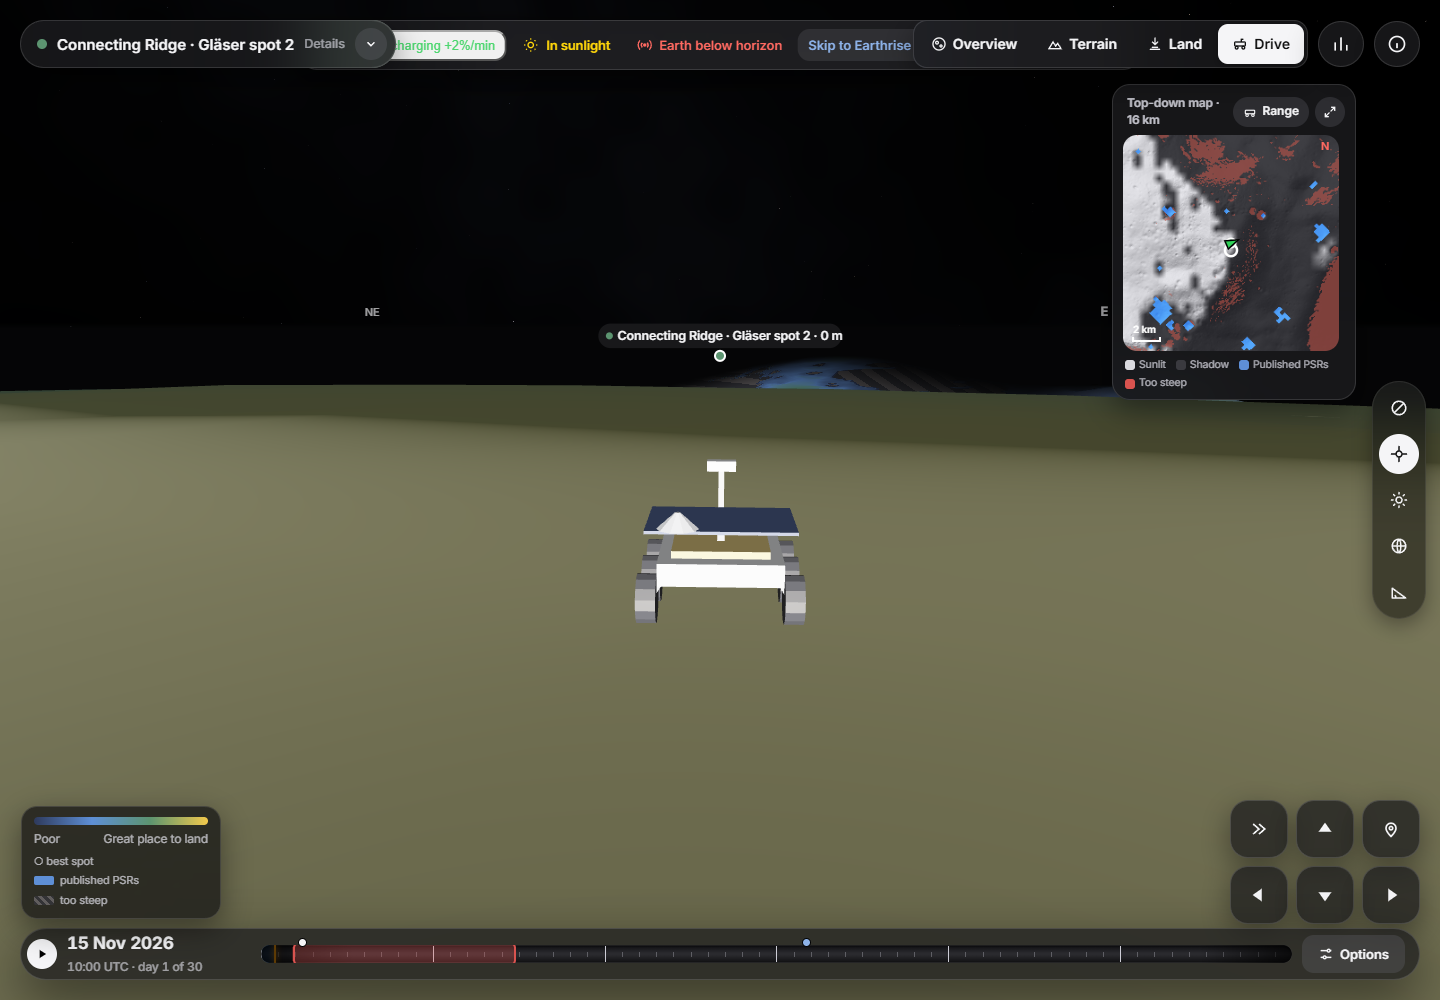 Connecting Ridge · Gläser spot 2 Details
charging +2%/min
In sunlight
Earth below horizon
Skip to Earthrise
Overview
Terrain
Land
Drive
Top-down map ·
16 km
Range
N
2 km
Sunlit
Shadow
Published PSRs
Too steep
NE
E
Connecting Ridge · Gläser spot 2 · 0 m
Poor
Great place to land
best spot
published PSRs
too steep
15 Nov 2026
10:00 UTC · day 1 of 30
Options